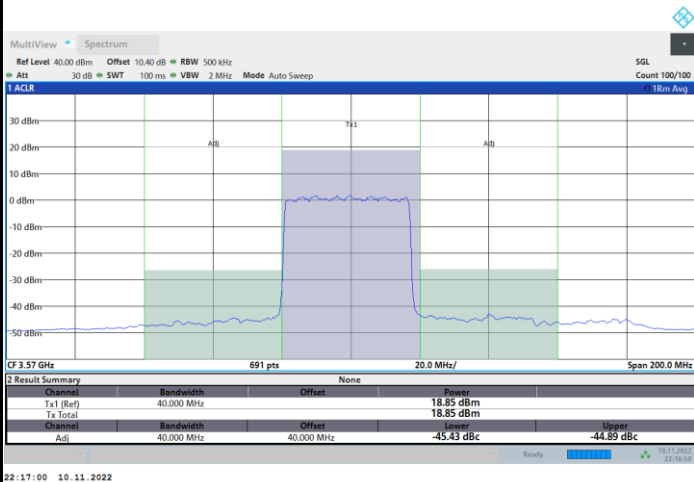 MultiView Spectrum
Ref Level 40.00 dBm Offset 10.40 dB RBW 500 kHz SGL
Att 30 dB SWT 100 ms VBW 2 MHz Mode Auto Sweep Count 100/100
1 ACLR 1Rm Avg
Tx1
Adj Adj
30 dBm
20 dBm
10 dBm
0 dBm
-10 dBm
-20 dBm
-30 dBm
-40 dBm
-50 dBm
CF 3.57 GHz 691 pts 20.0 MHz/ Span 200.0 MHz
2 Result Summary None
Channel Bandwidth Offset Power
Tx1 (Ref) 40.000 MHz 18.85 dBm
Tx Total 18.85 dBm
Channel Bandwidth Offset Lower Upper
Adj 40.000 MHz 40.000 MHz -45.43 dBc -44.89 dBc
Ready 10.11.2022
22:16:58
22:17:00 10.11.2022